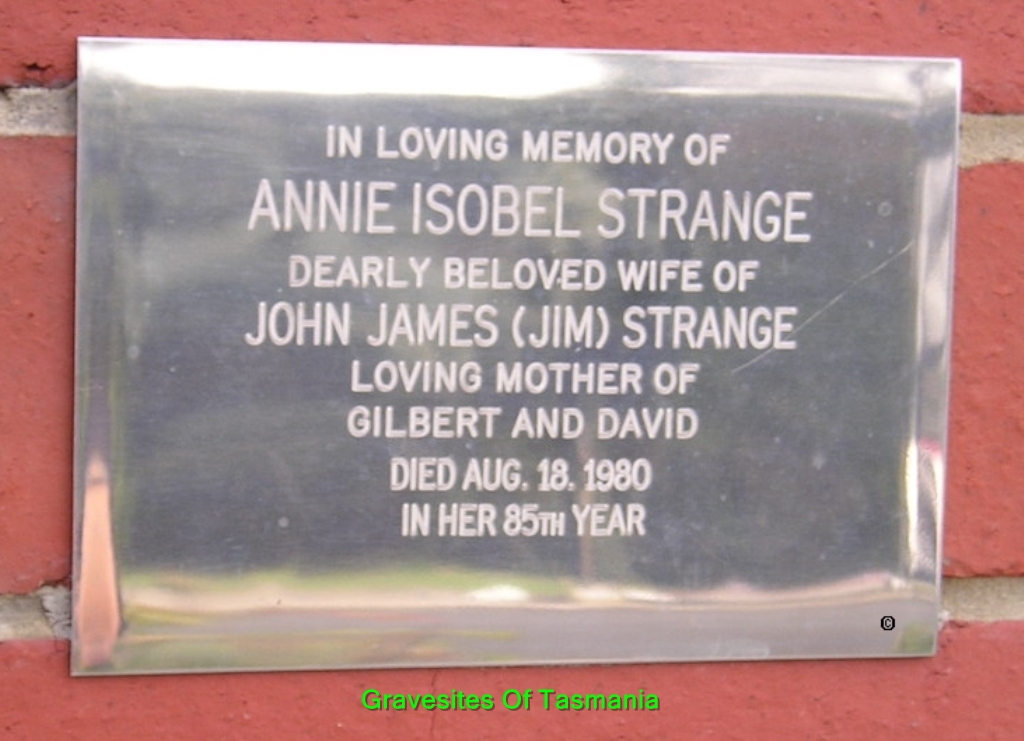 IN LOVING MEMORY OF
ANNIE ISOBEL STRANGE
DEARLY BELOVED WIFE OF
JOHN JAMES (JIM) STRANGE
LOVING MOTHER OF
GILBERT AND DAVID
DIED AUG. 18. 1980
IN HER 85TH YEAR
©
Gravesites Of Tasmania